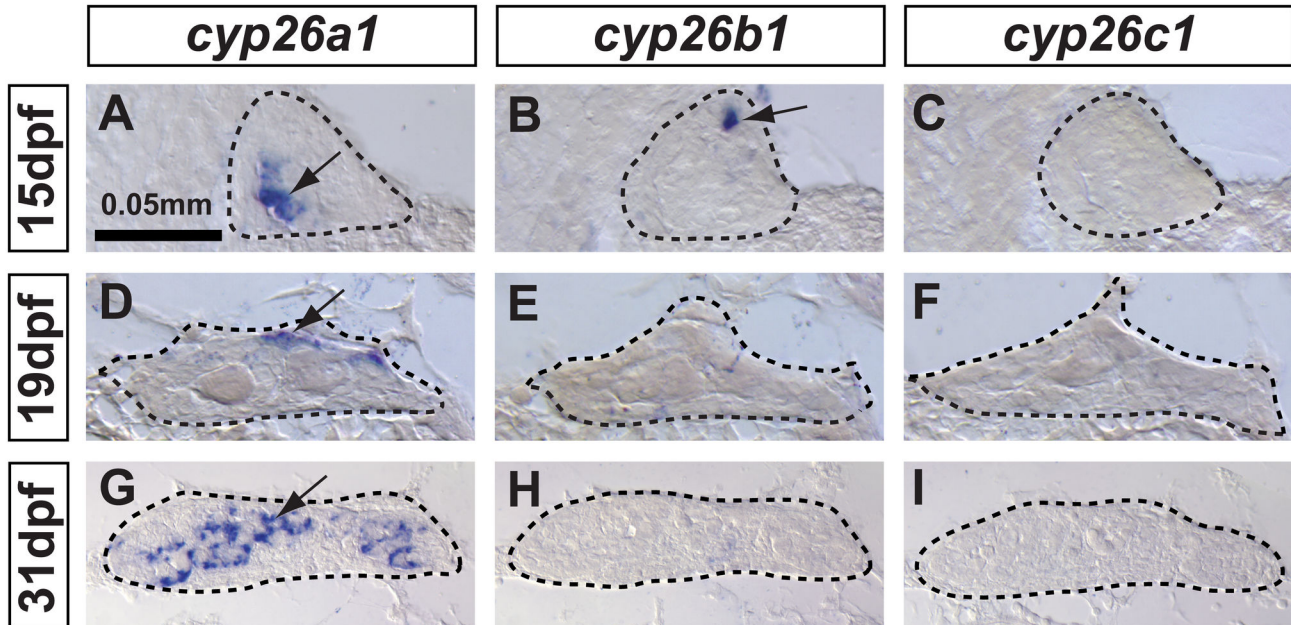 cyp26a1 cyp26b1 cyp26c1
15dpf
A B C
0.05mm
19dpf
D E F
31dpf
G H I